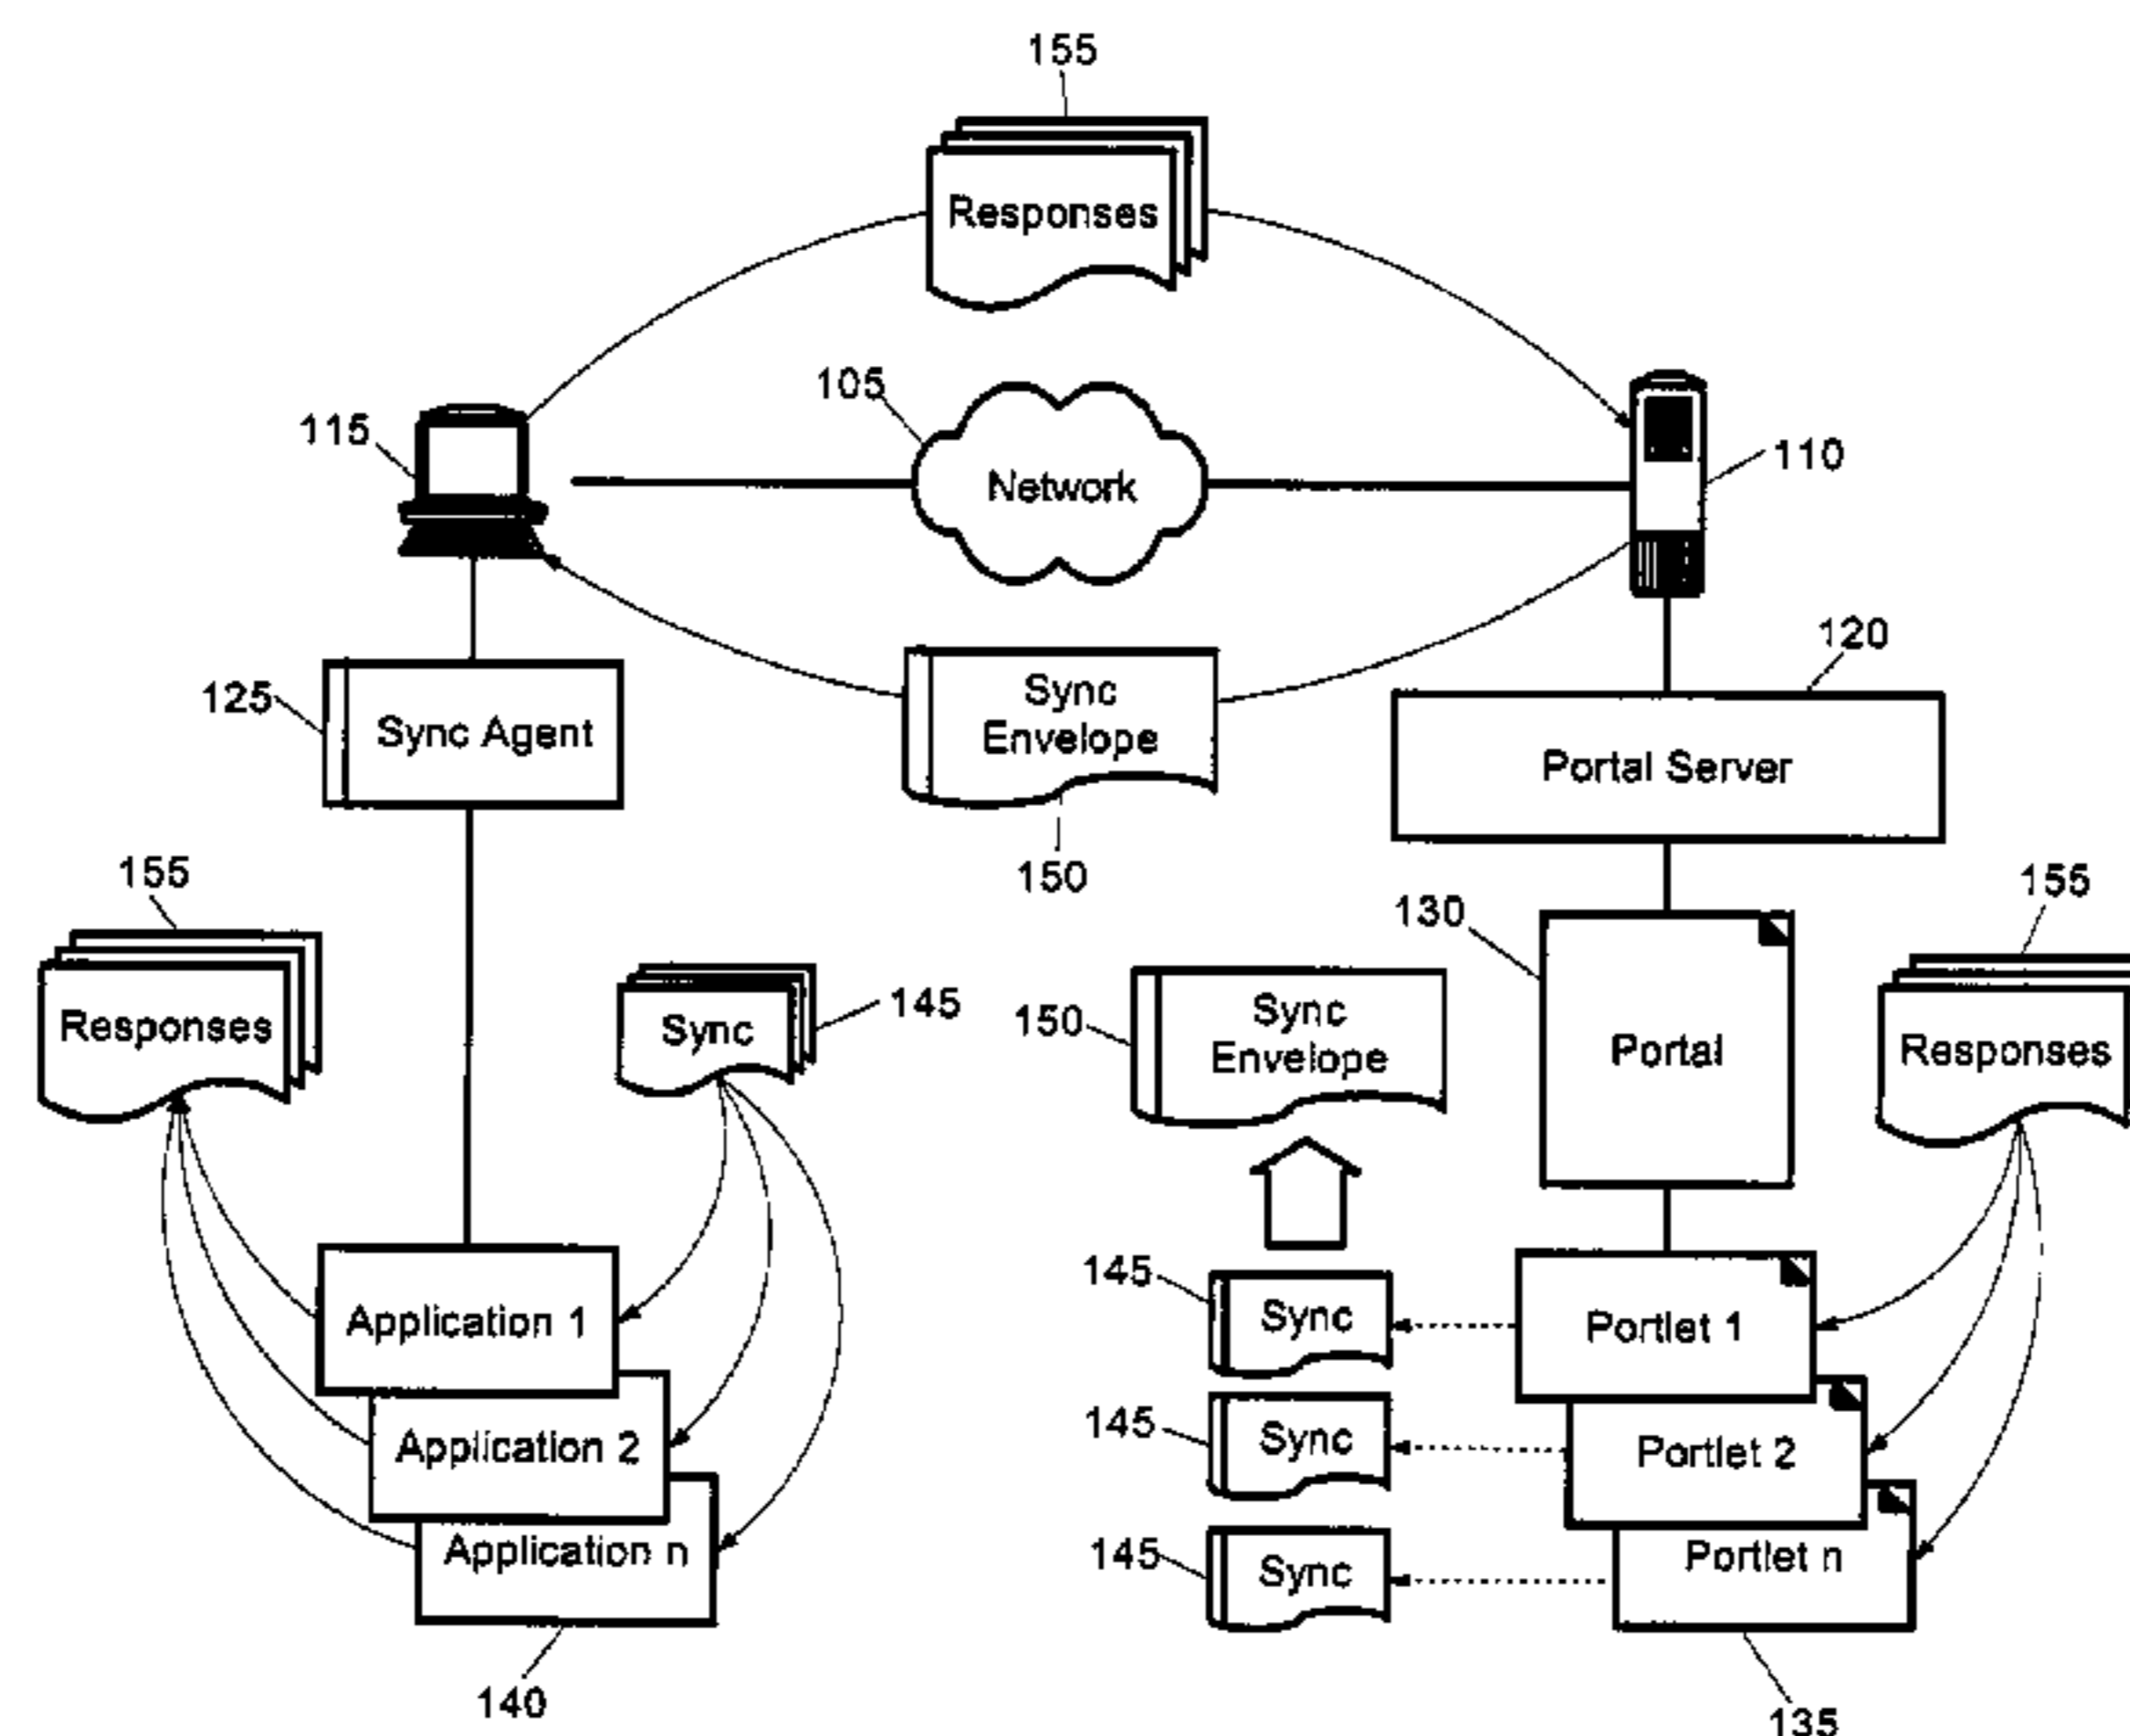 155
Responses
105
115
Network
110
120
Sync
Envelope
125
Sync Agent
Portal Server
150
155
155
130
Responses
Sync
145
150
Sync
Envelope
Portal
Responses
145
Sync
Application 1
Portlet 1
145
Sync
Application 2
Portlet 2
145
Sync
Application n
Portlet n
140
135